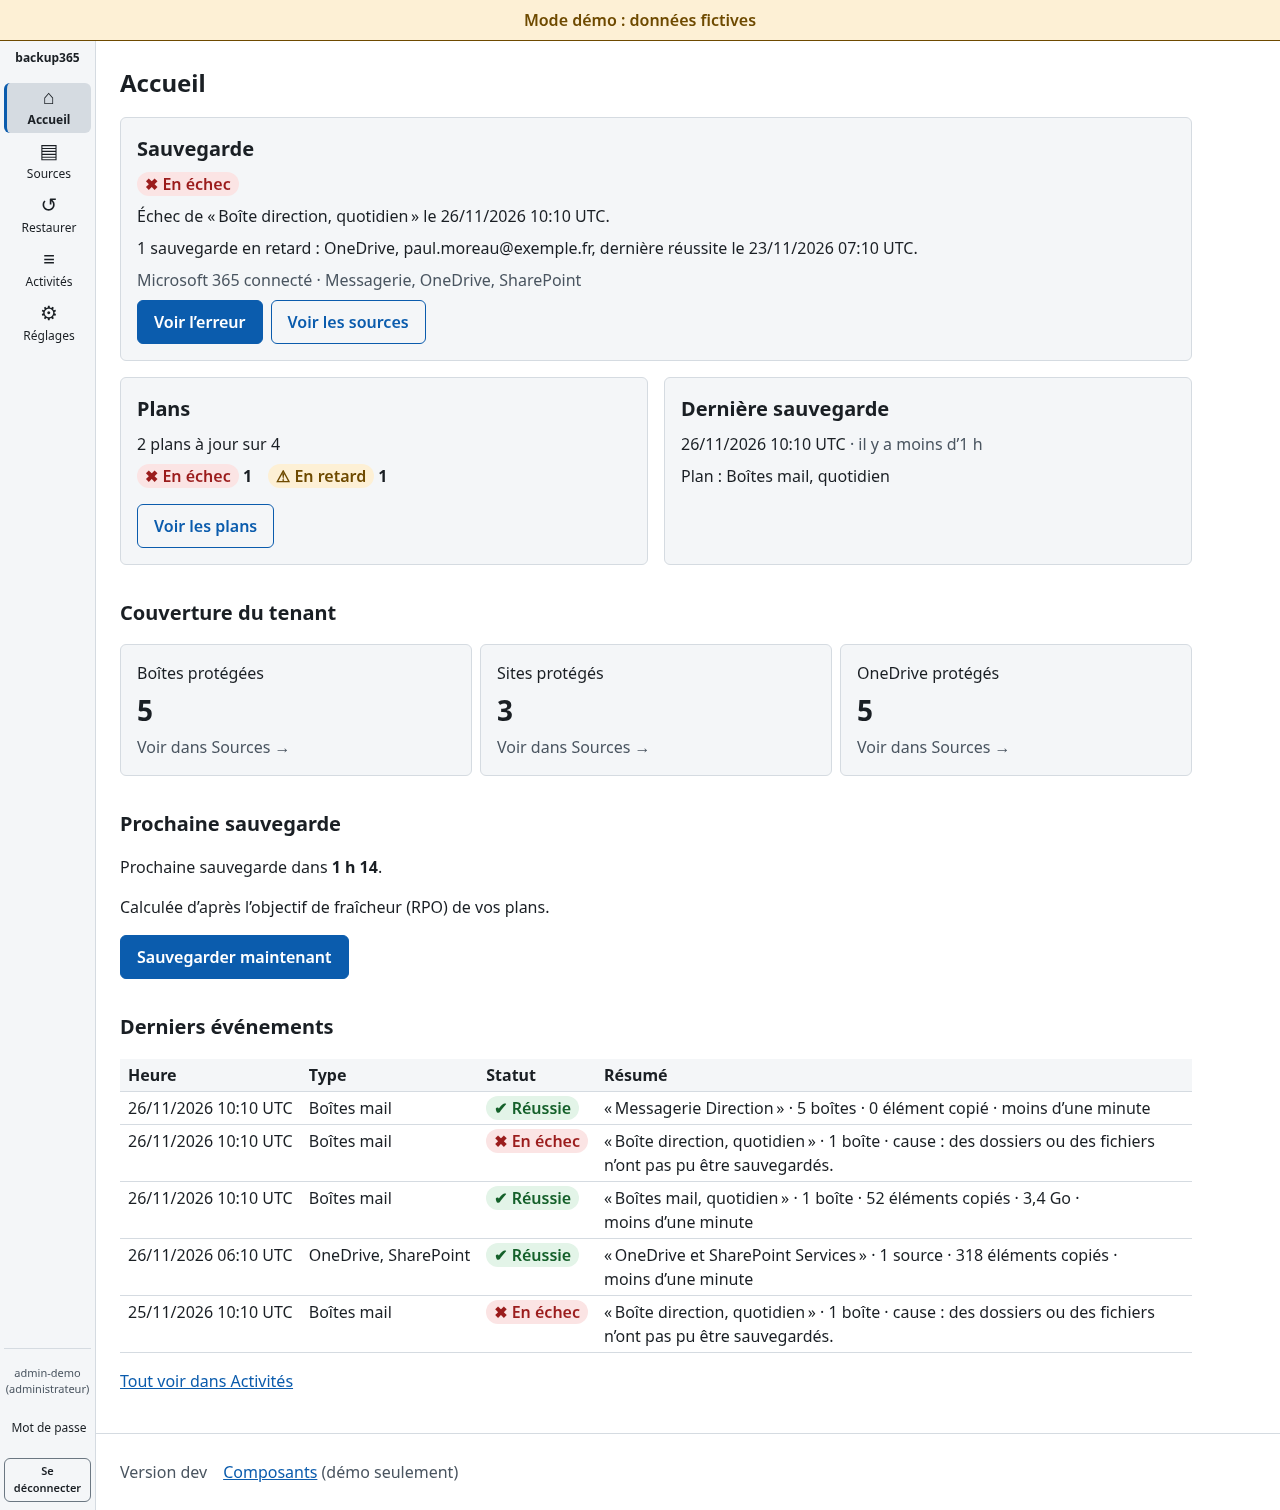 Mode démo : données fictives
backup365
Accueil
Sources
Restaurer
Activités
Réglages
Accueil
Sauvegarde
✖ En échec
Échec de « Boîte direction, quotidien » le 26/11/2026 10:10 UTC.
1 sauvegarde en retard : OneDrive, paul.moreau@exemple.fr, dernière réussite le 23/11/2026 07:10 UTC.
Microsoft 365 connecté · Messagerie, OneDrive, SharePoint
Voir l’erreur Voir les sources
Plans
2 plans à jour sur 4
✖ En échec 1 ⚠ En retard 1
Voir les plans
Dernière sauvegarde
26/11/2026 10:10 UTC · il y a moins d’1 h
Plan : Boîtes mail, quotidien
Couverture du tenant
Boîtes protégées
5
Voir dans Sources →
Sites protégés
3
Voir dans Sources →
OneDrive protégés
5
Voir dans Sources →
Prochaine sauvegarde
Prochaine sauvegarde dans 1 h 14.
Calculée d’après l’objectif de fraîcheur (RPO) de vos plans.
Sauvegarder maintenant
Derniers événements
Heure Type Statut Résumé
26/11/2026 10:10 UTC Boîtes mail ✔ Réussie « Messagerie Direction » · 5 boîtes · 0 élément copié · moins d’une minute
26/11/2026 10:10 UTC Boîtes mail ✖ En échec « Boîte direction, quotidien » · 1 boîte · cause : des dossiers ou des fichiers
n’ont pas pu être sauvegardés.
26/11/2026 10:10 UTC Boîtes mail ✔ Réussie « Boîtes mail, quotidien » · 1 boîte · 52 éléments copiés · 3,4 Go ·
moins d’une minute
26/11/2026 06:10 UTC OneDrive, SharePoint ✔ Réussie « OneDrive et SharePoint Services » · 1 source · 318 éléments copiés ·
moins d’une minute
25/11/2026 10:10 UTC Boîtes mail ✖ En échec « Boîte direction, quotidien » · 1 boîte · cause : des dossiers ou des fichiers
n’ont pas pu être sauvegardés.
Tout voir dans Activités
admin-demo
(administrateur)
Mot de passe
Se
déconnecter
Version dev Composants (démo seulement)